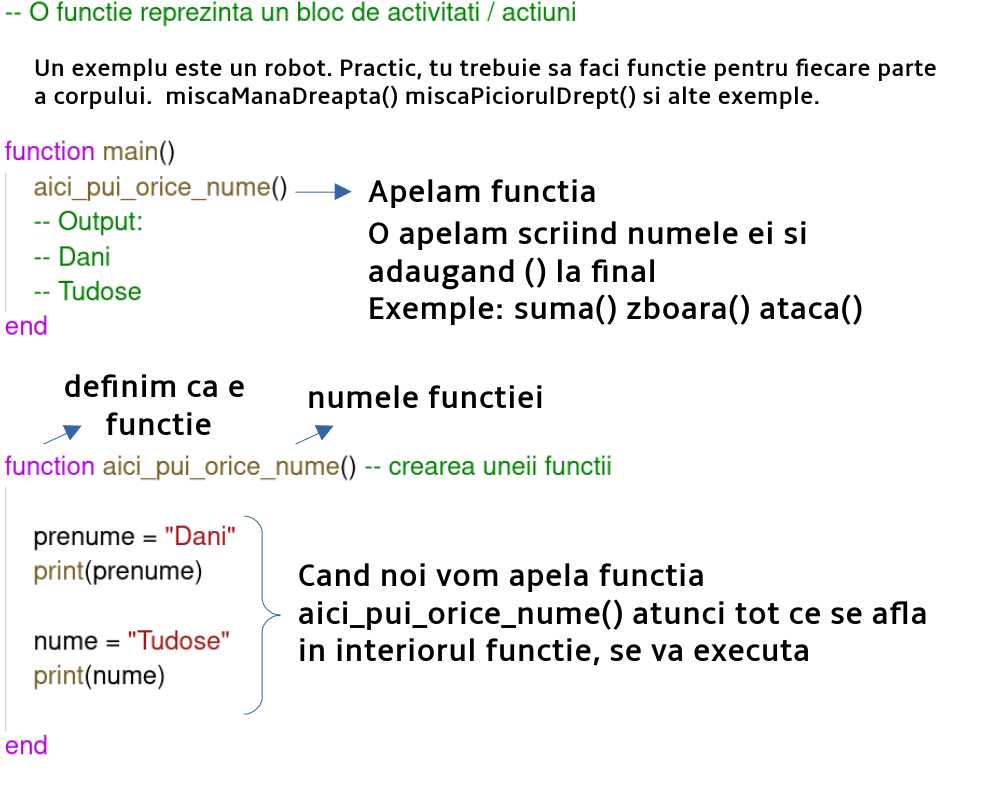 -- O functie reprezinta un bloc de activitati / actiuni
Un exemplu este un robot. Practic, tu trebuie sa faci functie pentru fiecare parte
a corpului.  miscaManaDreapta() miscaPiciorulDrept() si alte exemple.
function main()
aici_pui_orice_nume()
Apelam functia
-- Output:
O apelam scriind numele ei si
-- Dani
adaugand () la final
-- Tudose
Exemple: suma() zboara() ataca()
end
definim ca e
functie
numele functiei
function aici_pui_orice_nume() -- crearea uneii functii
prenume = "Dani"
print(prenume)
nume = "Tudose"
print(nume)
Cand noi vom apela functia
aici_pui_orice_nume() atunci tot ce se afla
in interiorul functie, se va executa
end